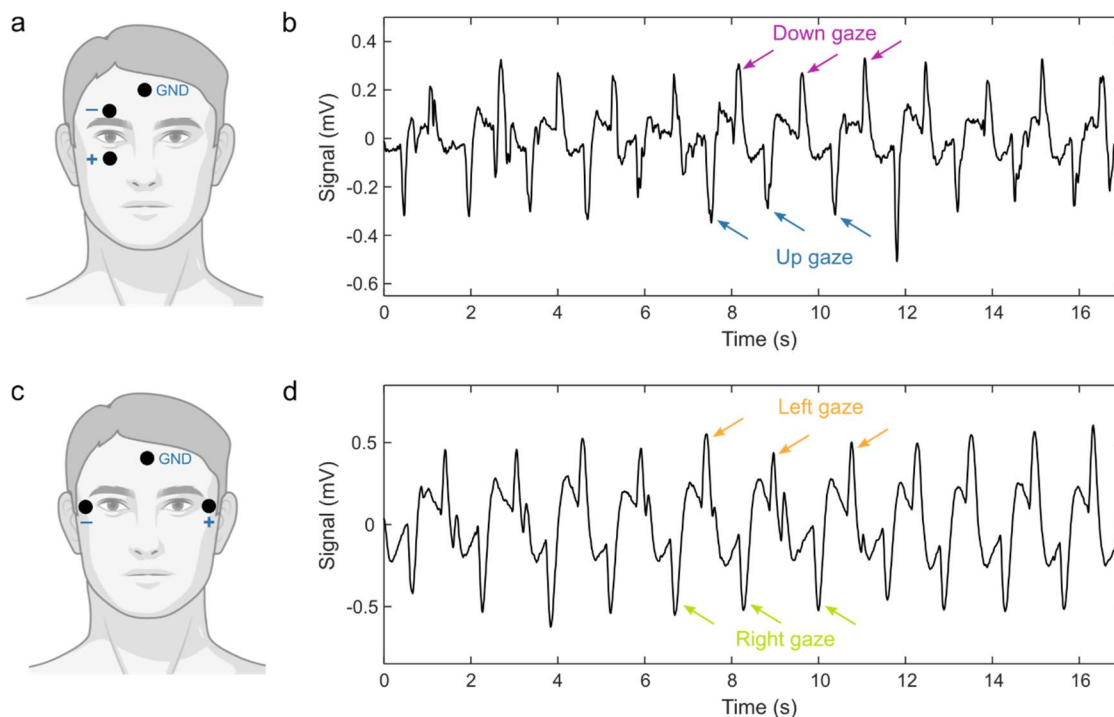 a
GND
−
+
b
Down gaze
Up gaze
Signal (mV)
0.4
0.2
0
-0.2
-0.4
-0.6
0 2 4 6 8 10 12 14 16
Time (s)
c
GND
− +
d
Left gaze
Right gaze
Signal (mV)
0.5
0
-0.5
0 2 4 6 8 10 12 14 16
Time (s)